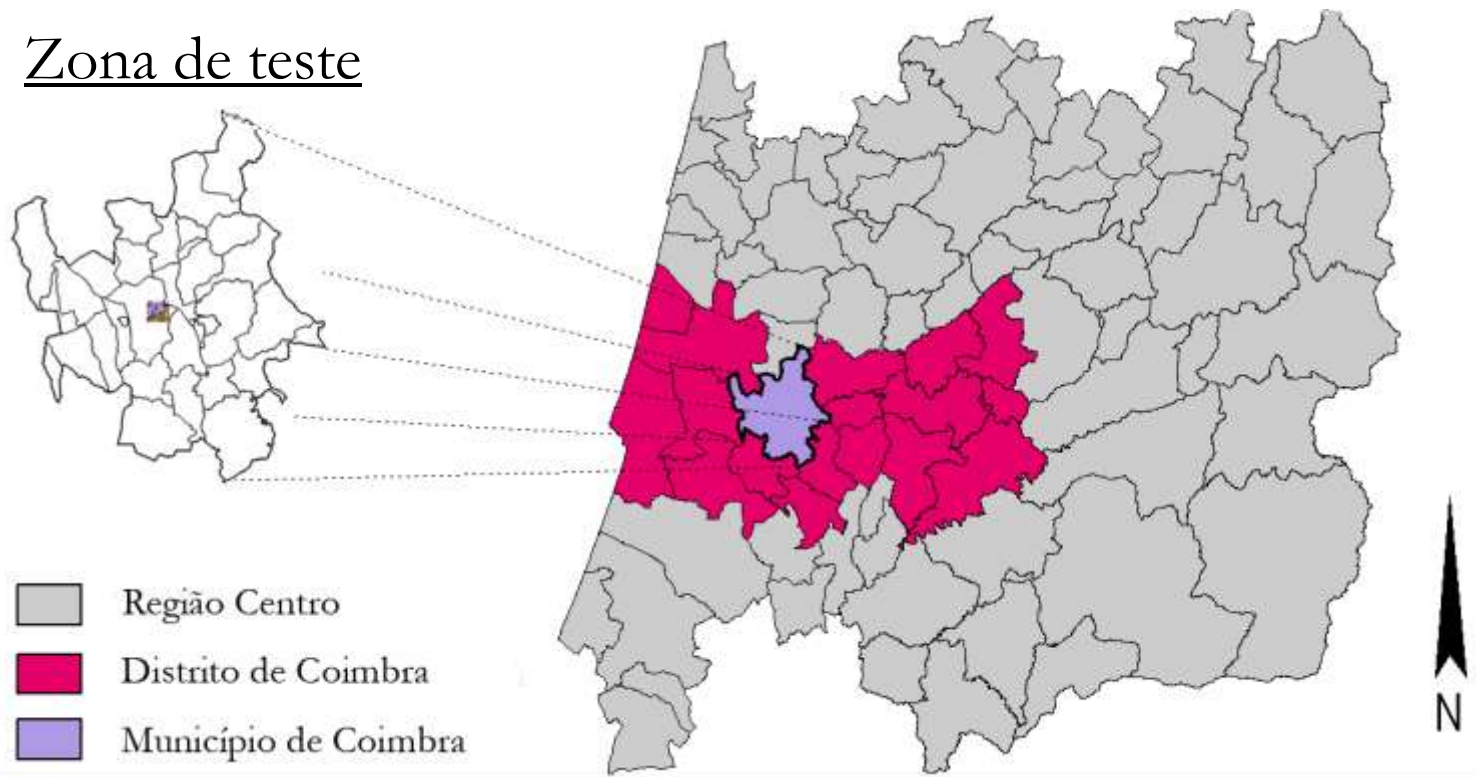 Zona de teste
Região Centro
Distrito de Coimbra
Município de Coimbra
N